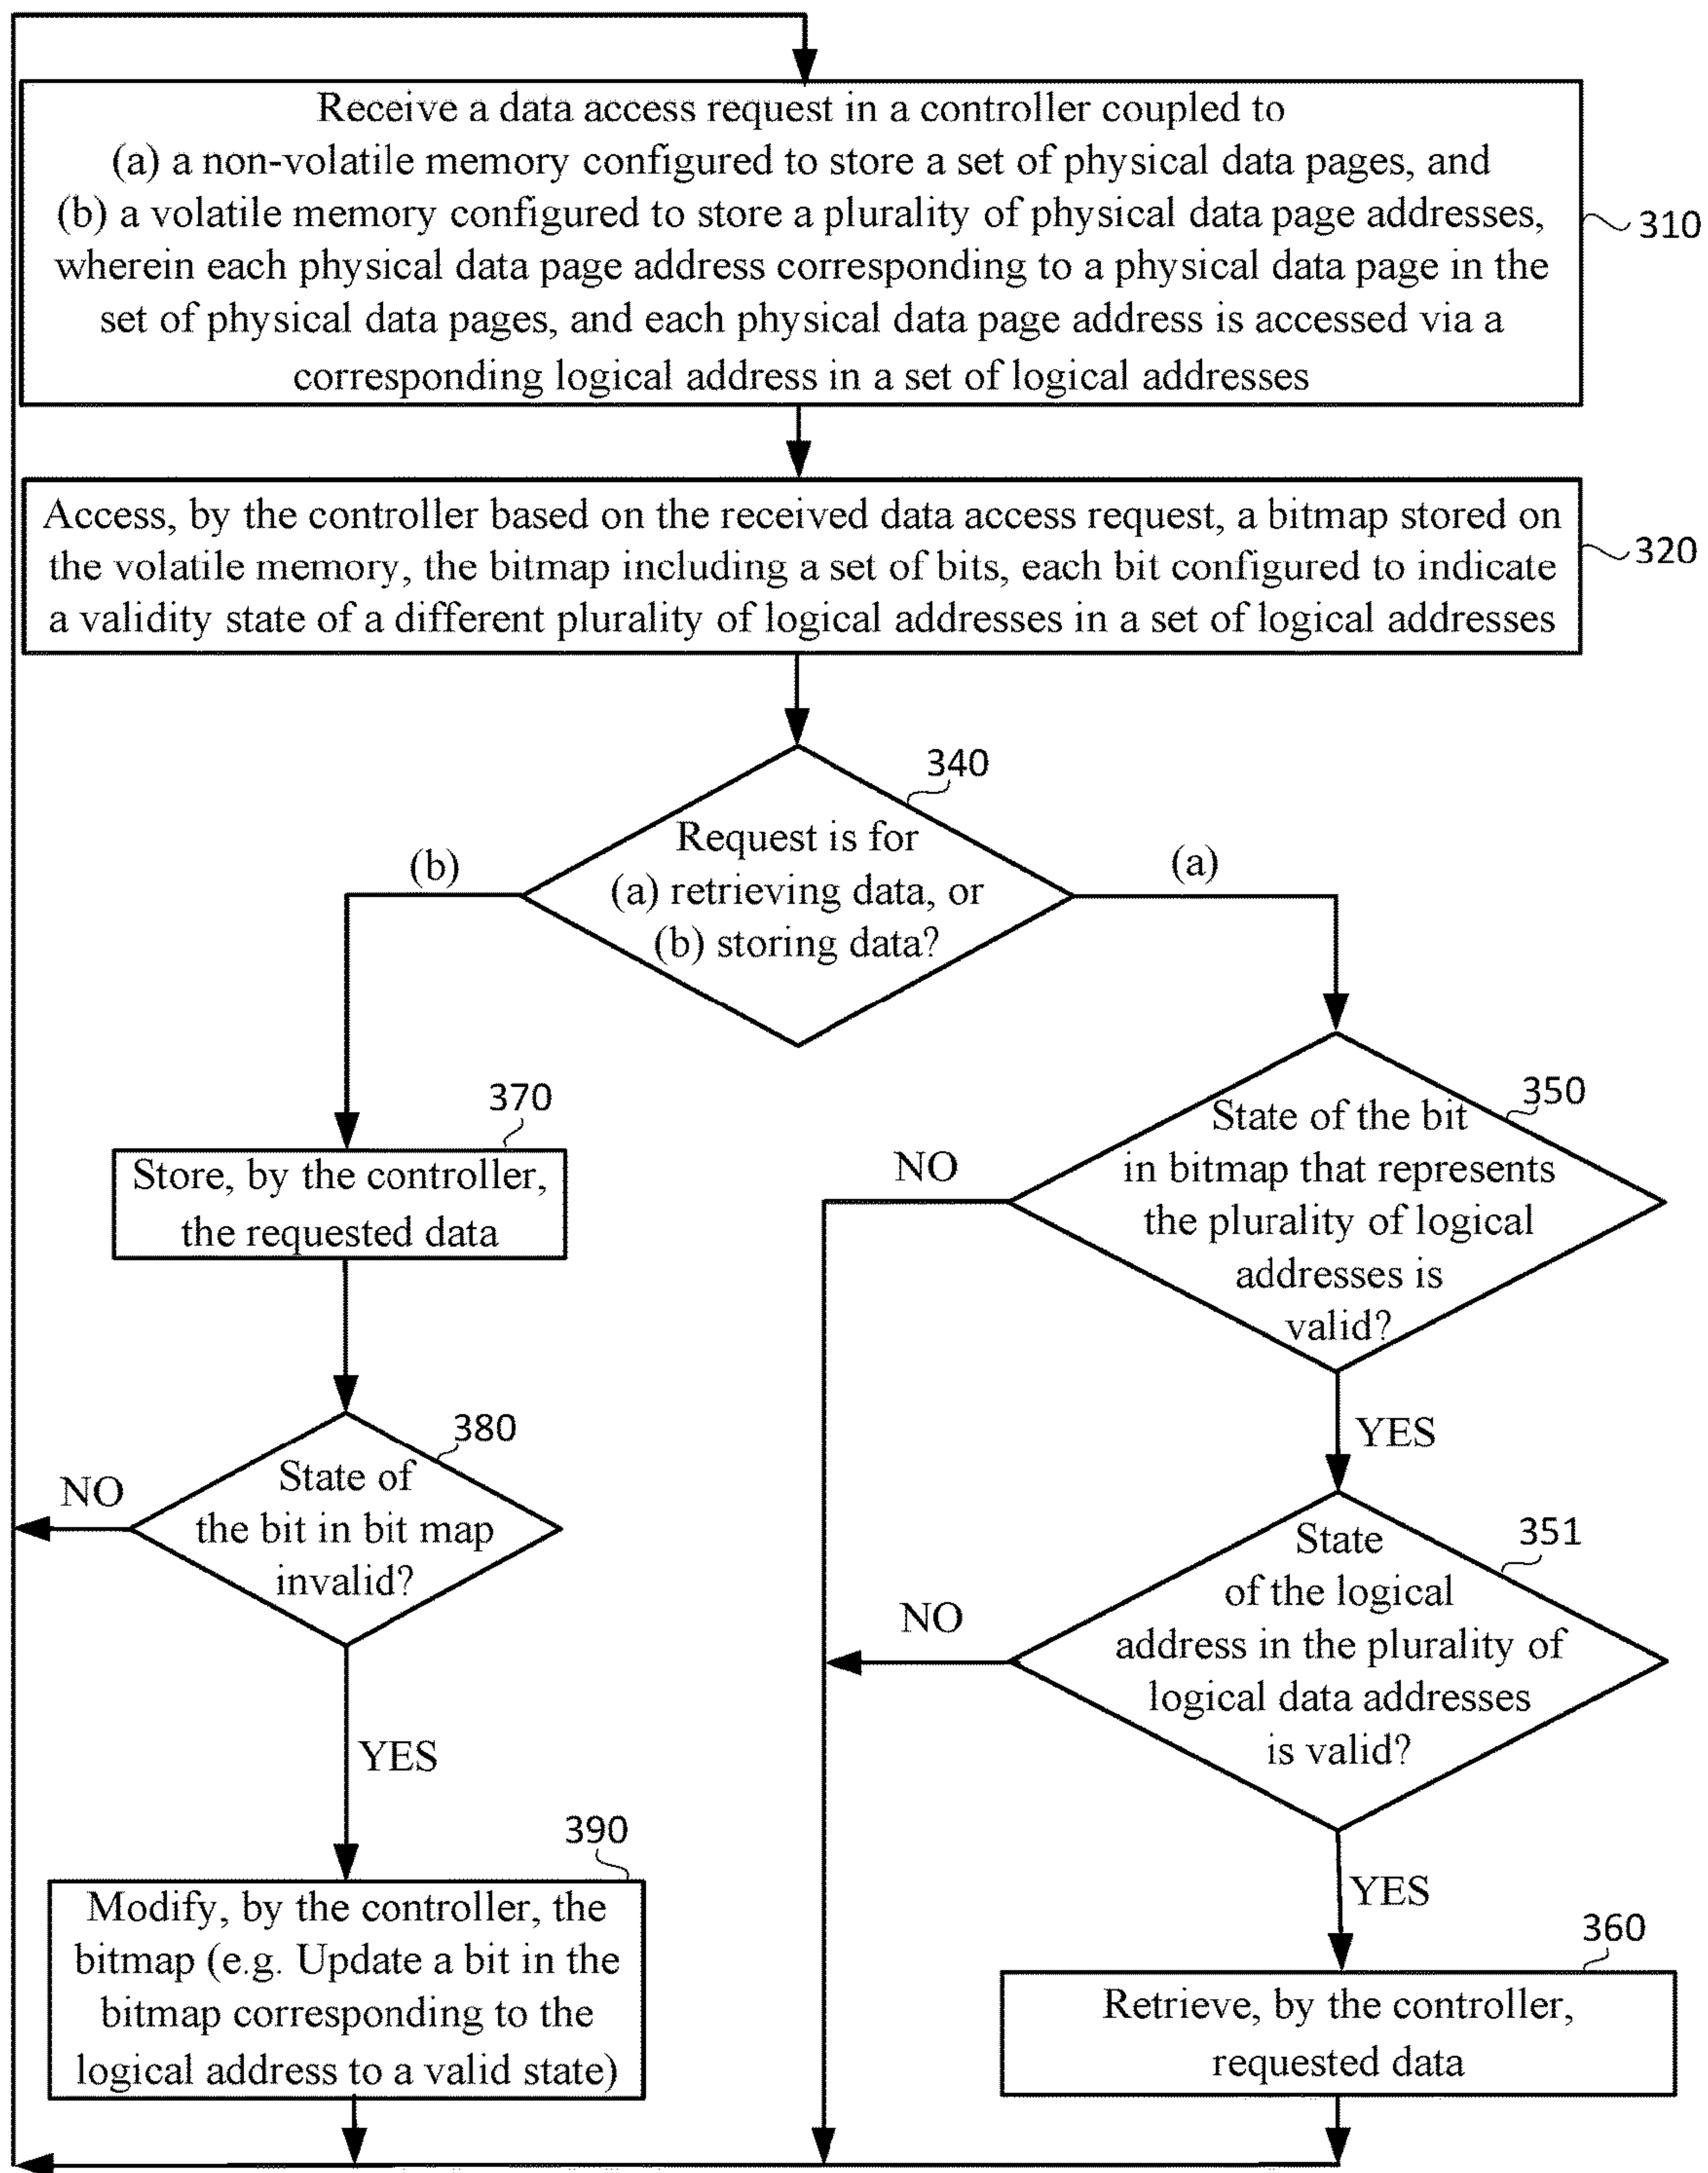 Receive a data access request in a controller coupled to
(a) a non-volatile memory configured to store a set of physical data pages, and
(b) a volatile memory configured to store a plurality of physical data page addresses,
wherein each physical data page address corresponding to a physical data page in the
set of physical data pages, and each physical data page address is accessed via a
corresponding logical address in a set of logical addresses
310
Access, by the controller based on the received data access request, a bitmap stored on
the volatile memory, the bitmap including a set of bits, each bit configured to indicate
a validity state of a different plurality of logical addresses in a set of logical addresses
320
340
Request is for
(a) retrieving data, or
(b) storing data?
(b)
(a)
370
Store, by the controller,
the requested data
350
State of the bit
in bitmap that represents
the plurality of logical
addresses is
valid?
NO
YES
380
State of
the bit in bit map
invalid?
NO
YES
351
State
of the logical
address in the plurality of
logical data addresses
is valid?
NO
YES
390
Modify, by the controller, the
bitmap (e.g. Update a bit in the
bitmap corresponding to the
logical address to a valid state)
360
Retrieve, by the controller,
requested data